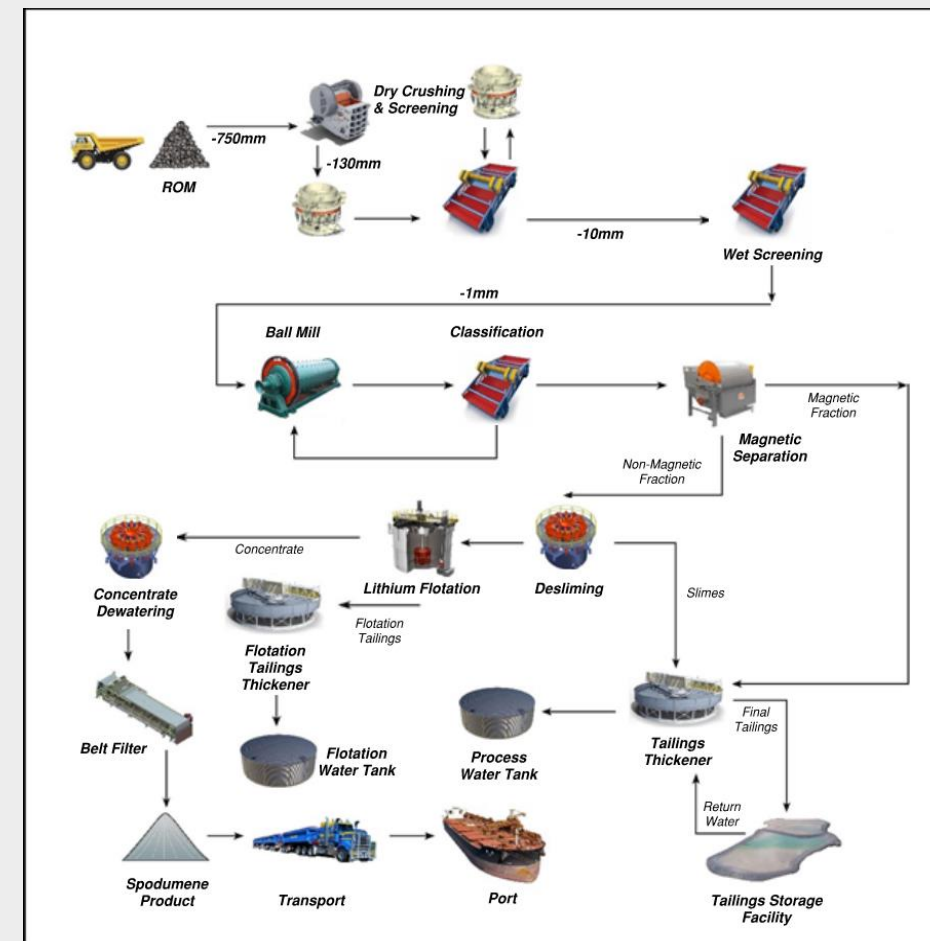 Dry Crushing
& Screening
-750mm
-130mm
ROM
-10mm
Wet Screening
-1mm
Ball Mill
Classification
Magnetic
Fraction
Magnetic
Separation
Non-Magnetic
Fraction
Concentrate
Lithium Flotation
Desliming
Concentrate
Dewatering
Slimes
Flotation
Tailings
Flotation
Tailings
Thickener
Final
Tailings
Belt Filter
Flotation
Water Tank
Process
Water Tank
Tailings
Thickener
Return
Water
Spodumene
Product
Transport
Port
Tailings Storage
Facility